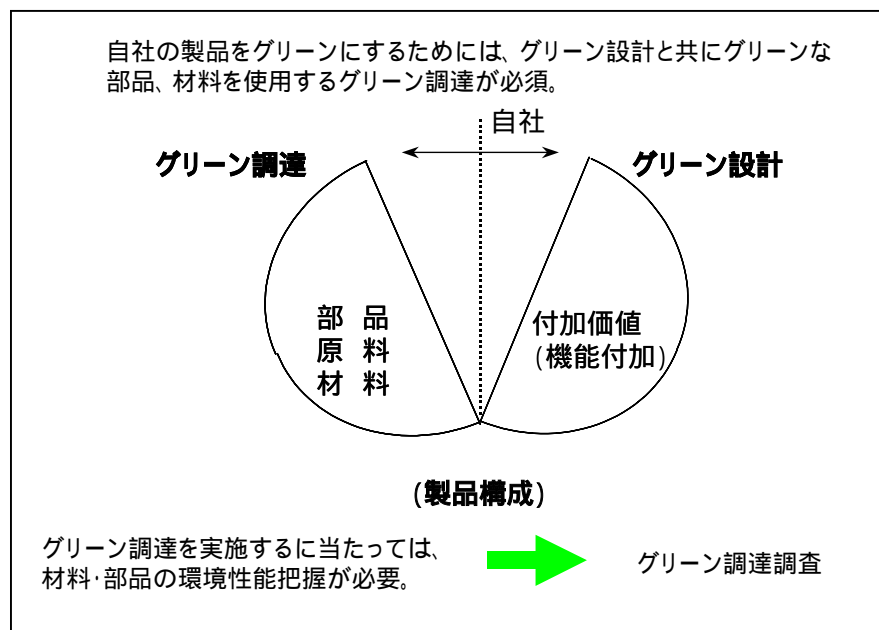 自社の製品をグリーンにするためには、グリーン設計と共にグリーンな
部品、材料を使用するグリーン調達が必須。
自社
グリーン調達
グリーン設計
部 品
原 料
材 料
付加価値
(機能付加)
(製品構成)
グリーン調達を実施するに当たっては、
材料・部品の環境性能把握が必要。
グリーン調達調査